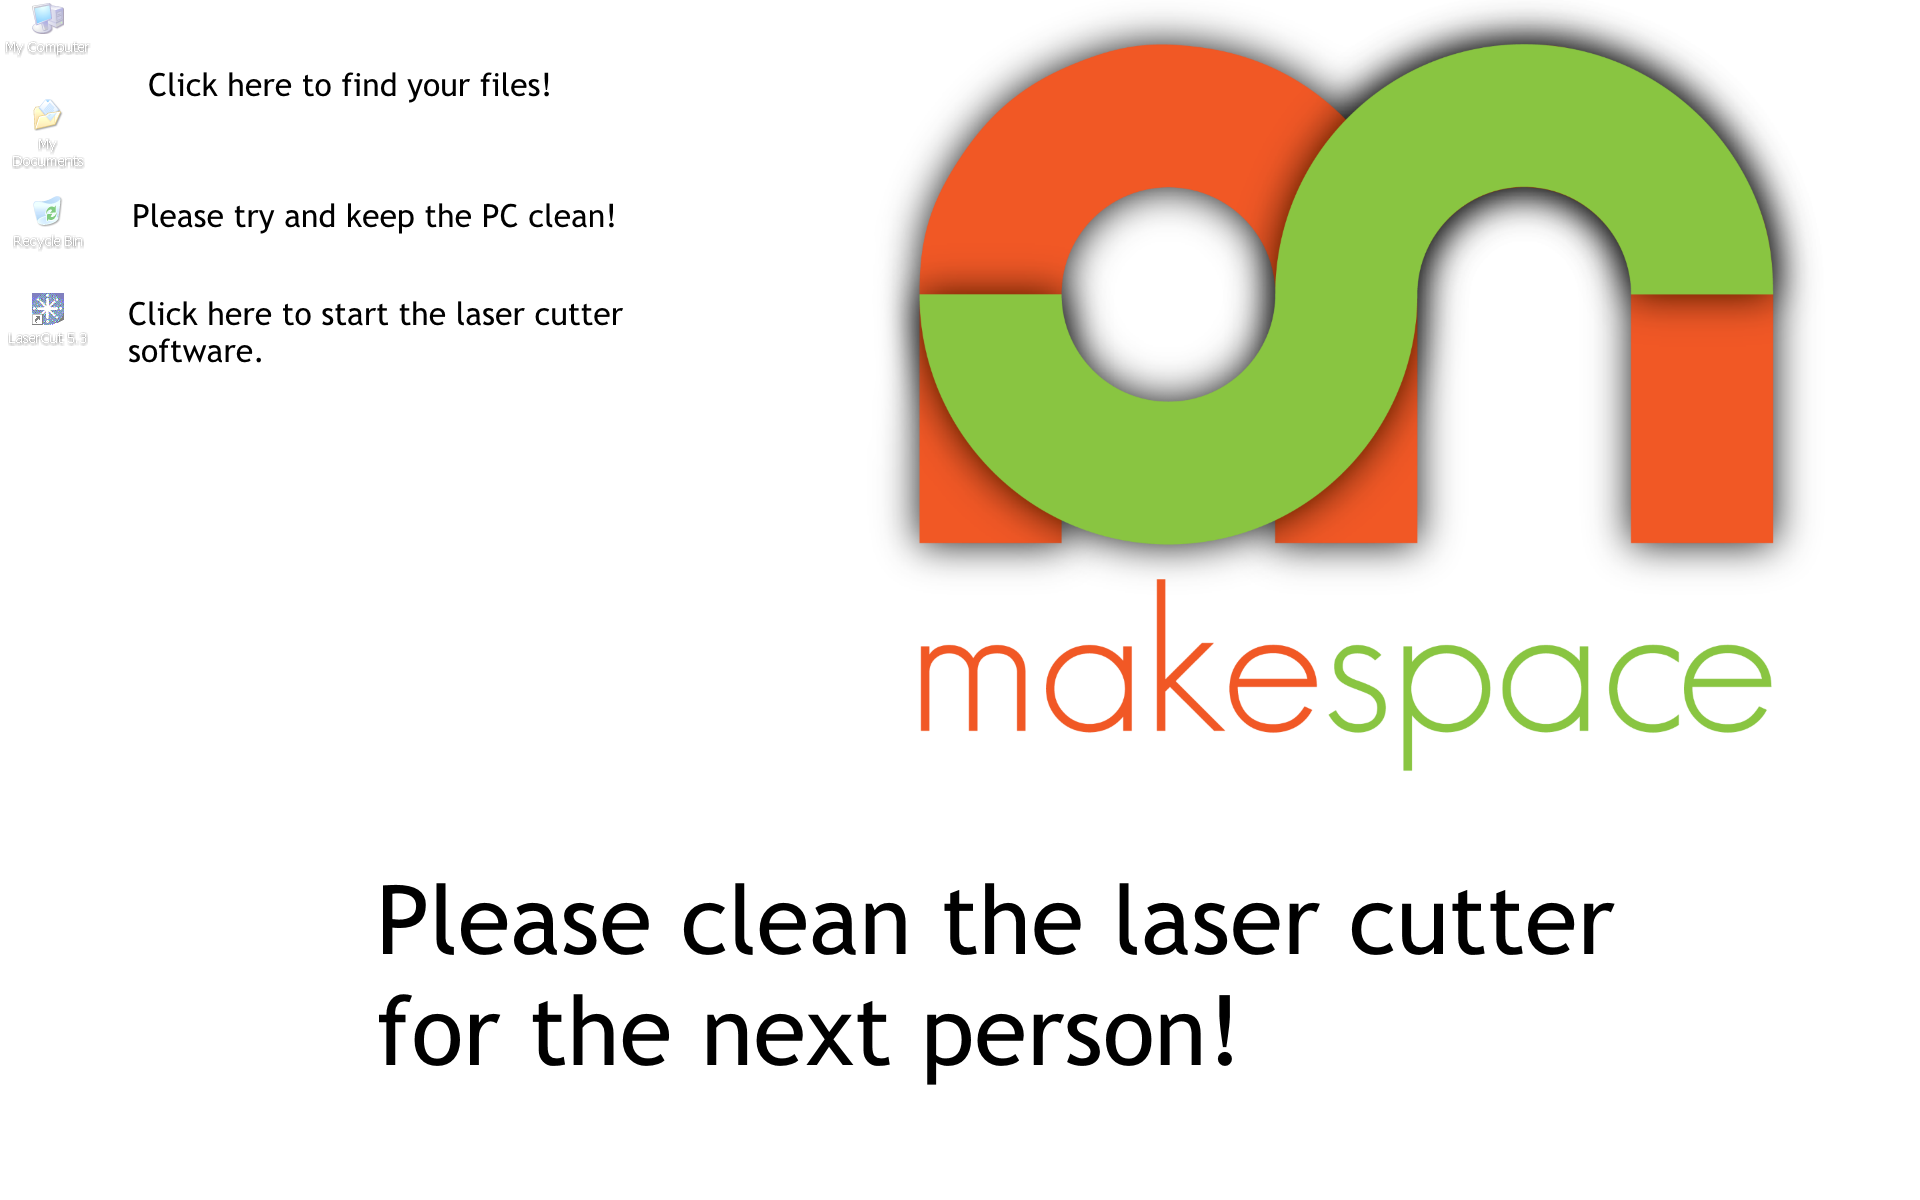 My Computer
Click here to find your files!
My
Documents
Please try and keep the PC clean!
Recycle Bin
Click here to start the laser cutter
software.
LaserCut 5.3
makespace
Please clean the laser cutter
for the next person!